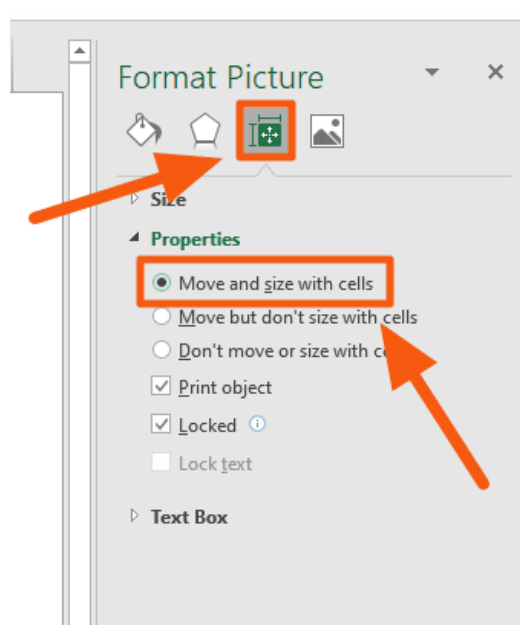 Format Picture
Size
Properties
Move and size with cells
Move but don't size with cells
Don't move or size with
Print object
Locked
Lock text
Text Box